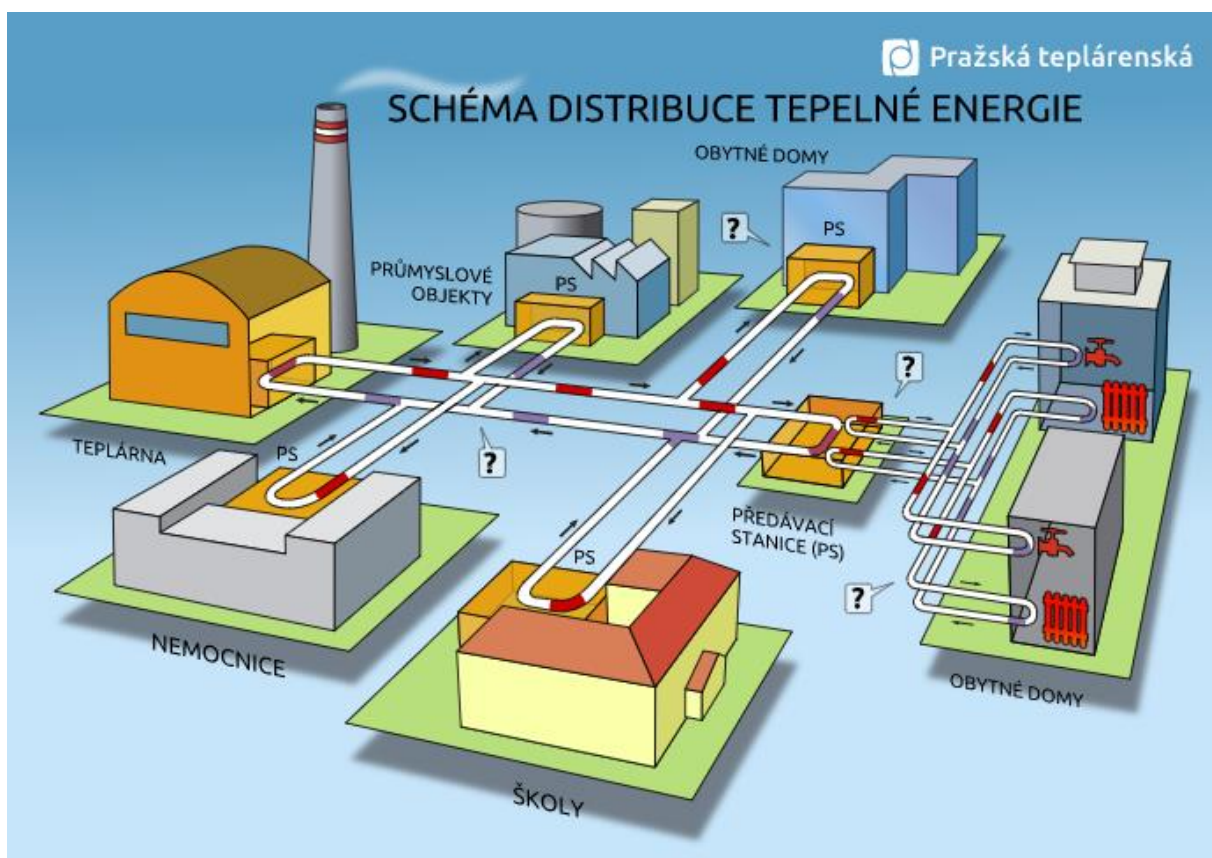 Pražská teplárenská
SCHÉMA DISTRIBUCE TEPELNÉ ENERGIE
OBYTNÉ DOMY
PS
?
PRŮMYSLOVÉ
OBJEKTY
PS
?
TEPLÁRNA
PS
?
PŘEDÁVACÍ
STANICE (PS)
NEMOCNICE
PS
?
OBYTNÉ DOMY
ŠKOLY